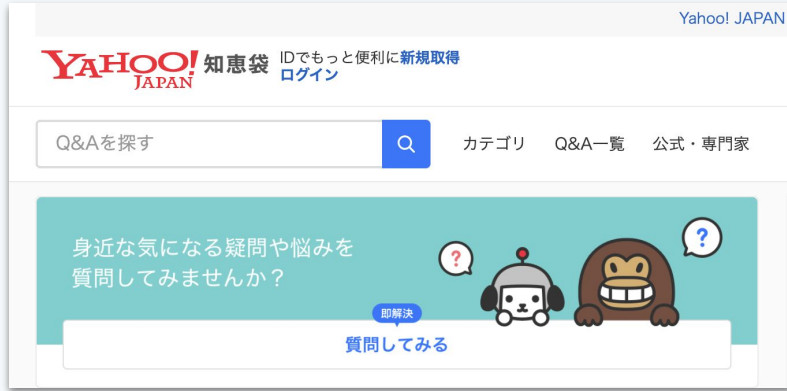 Yahoo! JAPAN
YAHOO! JAPAN 知恵袋 IDでもっと便利に新規取得
ログイン
Q&Aを探す カテゴリ Q&A一覧 公式・専門家
身近な気になる疑問や悩みを
質問してみませんか？
? ?
即解決
質問してみる